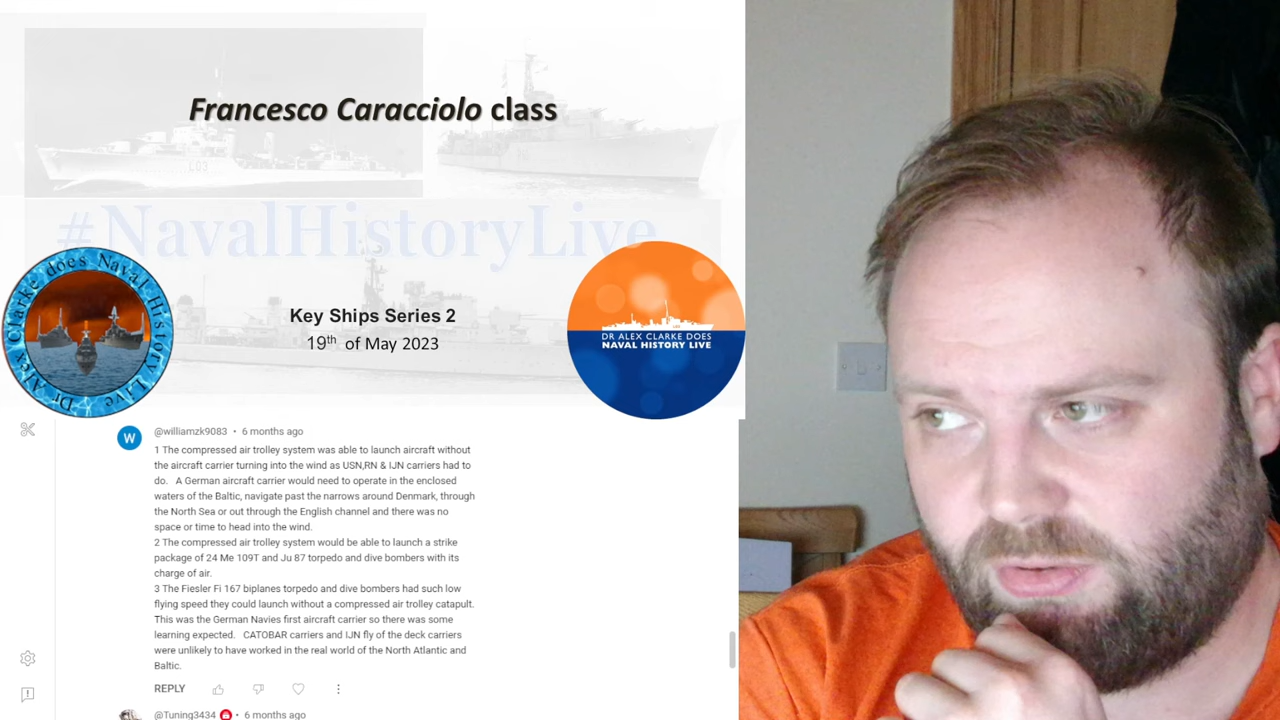 Francesco Caracciolo class
#NavalHistoryLive
Key Ships Series 2
19th of May 2023
Dr Alex Clarke does Naval History Live
DR ALEX CLARKE DOES
NAVAL HISTORY LIVE
W
@williamzk9083 • 6 months ago
1 The compressed air trolley system was able to launch aircraft without
the aircraft carrier turning into the wind as USN,RN & IJN carriers had to
do. A German aircraft carrier would need to operate in the enclosed
waters of the Baltic, navigate past the narrows around Denmark, through
the North Sea or out through the English channel and there was no
space or time to head into the wind.
2 The compressed air trolley system would be able to launch a strike
package of 24 Me 109T and Ju 87 torpedo and dive bombers with its
charge of air.
3 The Fiesler Fi 167 biplanes torpedo and dive bombers had such low
flying speed they could launch without a compressed air trolley catapult.
This was the German Navies first aircraft carrier so there was some
learning expected. CATOBAR carriers and IJN fly of the deck carriers
were unlikely to have worked in the real world of the North Atlantic and
Baltic.
REPLY
@Tuning3434 • 6 months ago